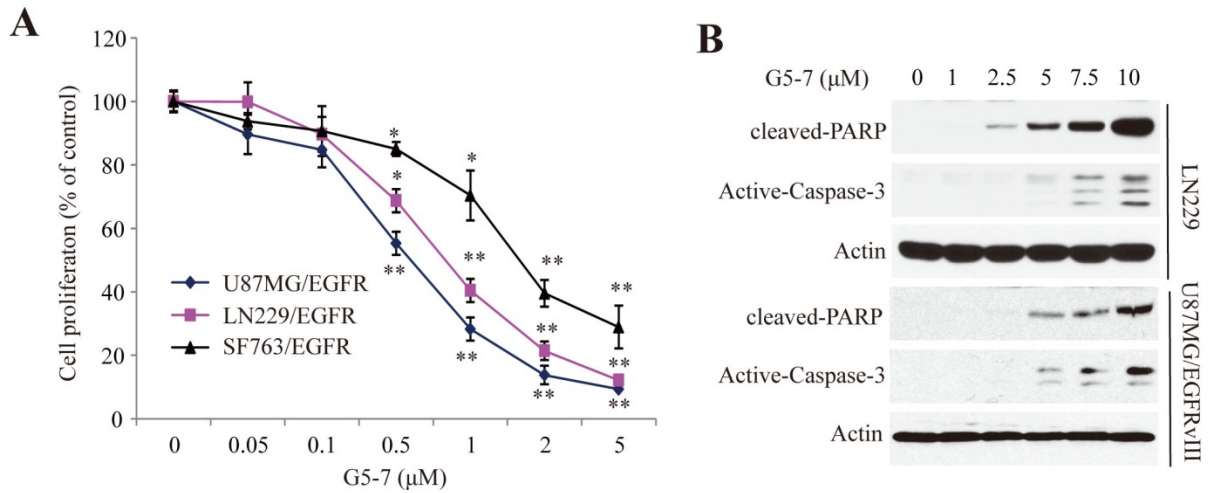 A
120
100
80
60
40
20
0
Cell proliferaton (% of control)
*
*
*
**
**
**
**
**
**
**
**
**
U87MG/EGFR
LN229/EGFR
SF763/EGFR
0 0.05 0.1 0.5 1 2 5
G5-7 (μM)
B
G5-7 (μM) 0 1 2.5 5 7.5 10
cleaved-PARP
Active-Caspase-3
Actin
LN229
cleaved-PARP
Active-Caspase-3
Actin
U87MG/EGFRvIII